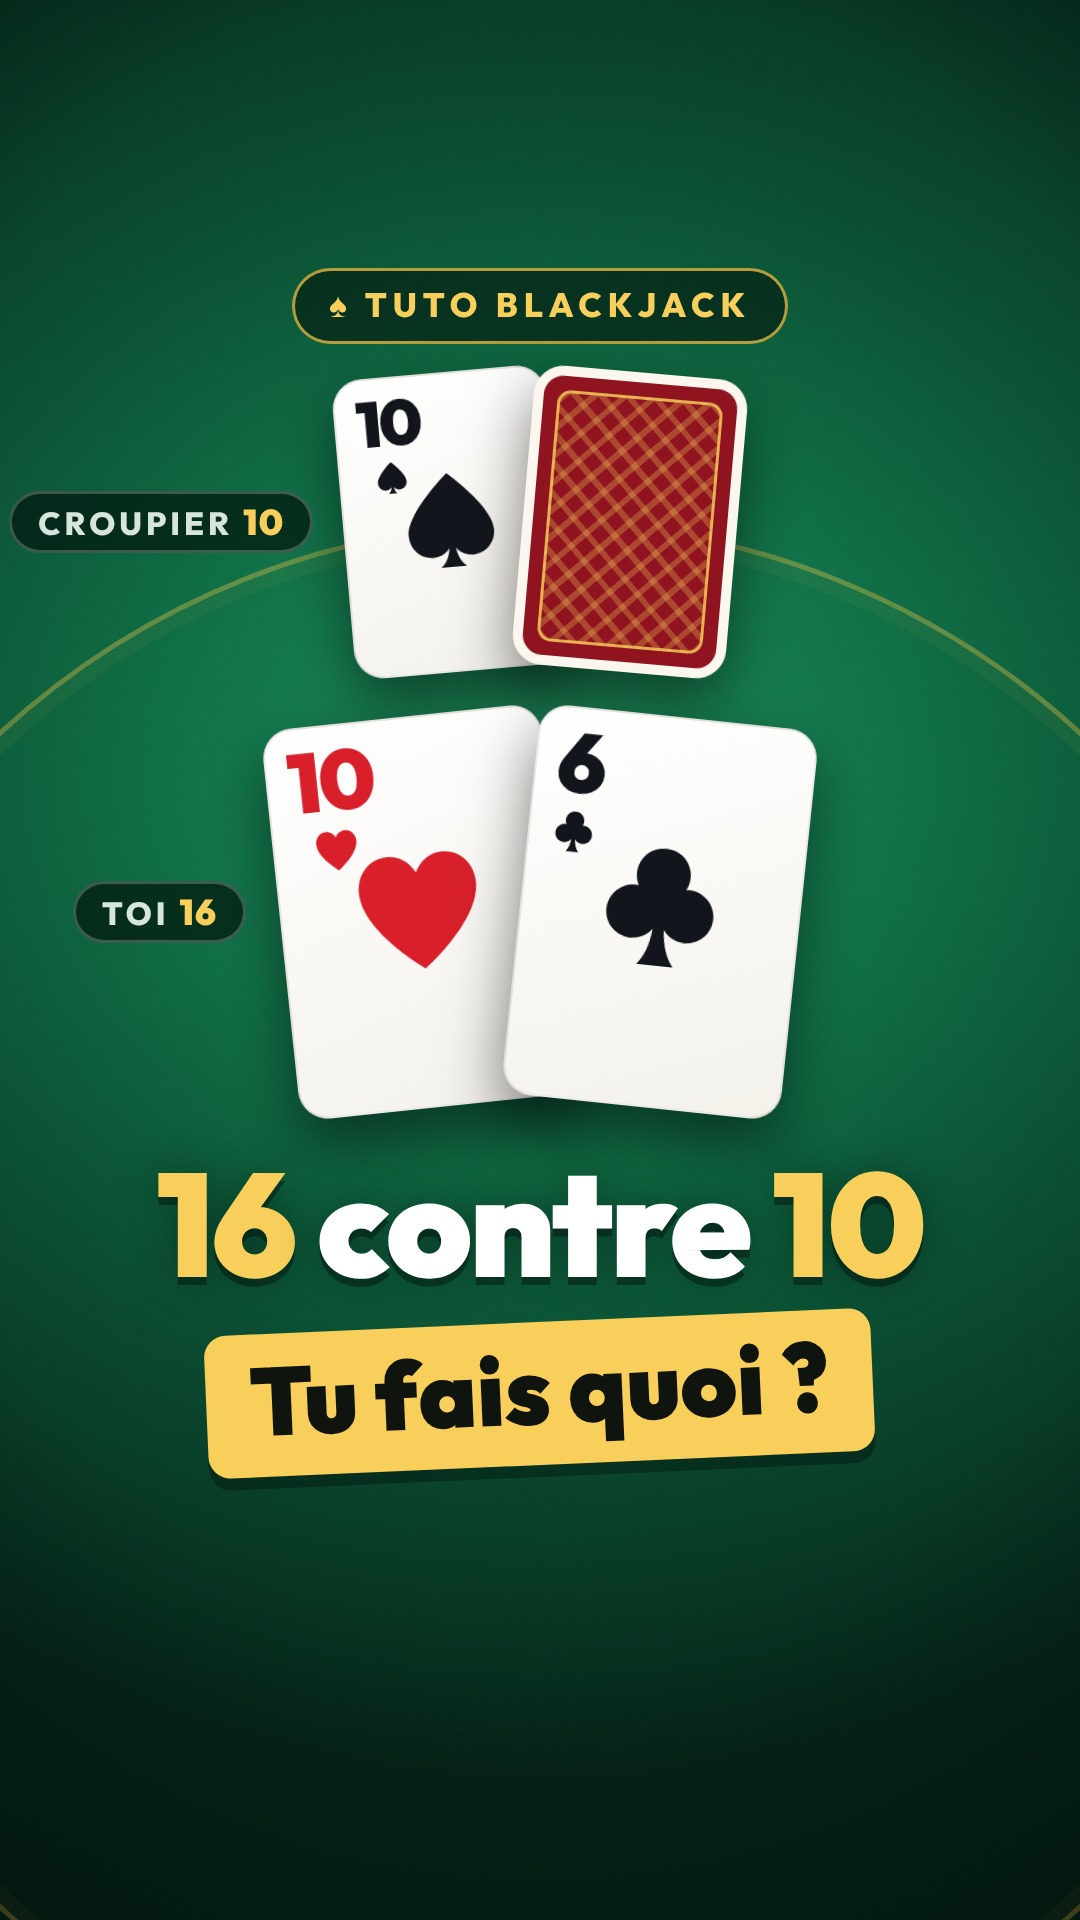 ♠ TUTO BLACKJACK
10
CROUPIER 10
10
6
TOI 16
16 contre 10
Tu fais quoi ?